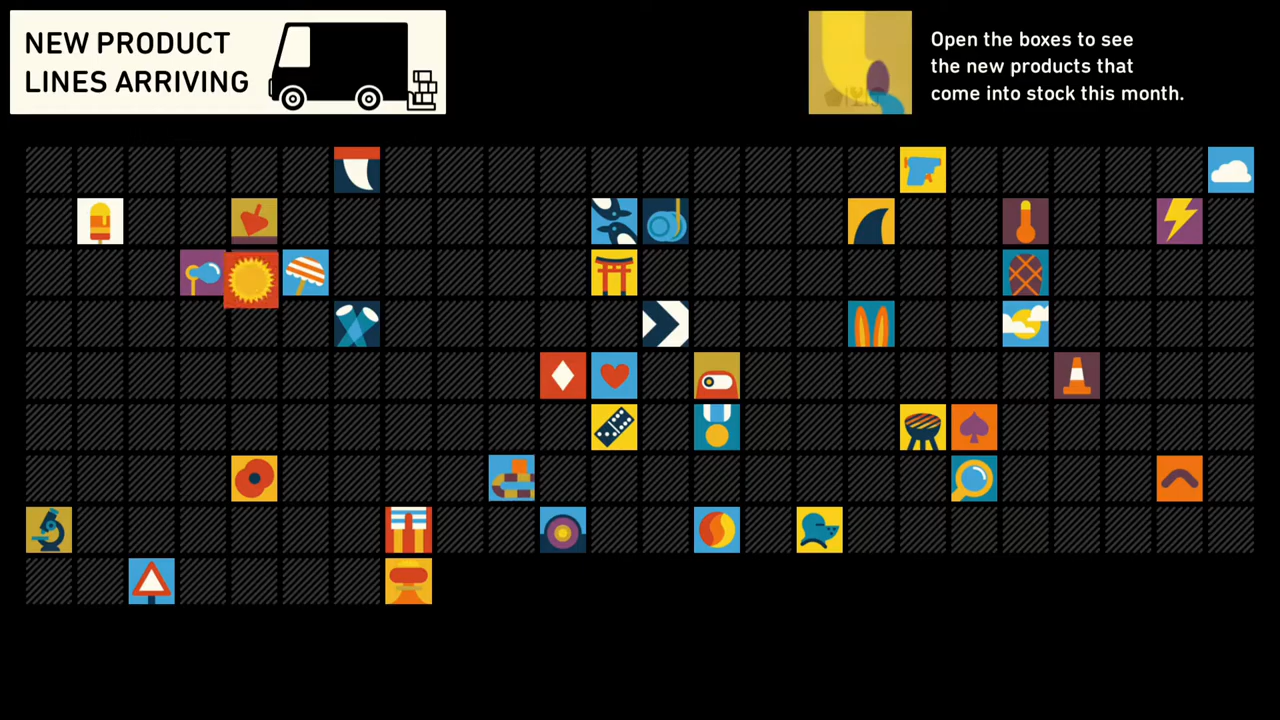 NEW PRODUCT
LINES ARRIVING
Open the boxes to see
the new products that
come into stock this month.